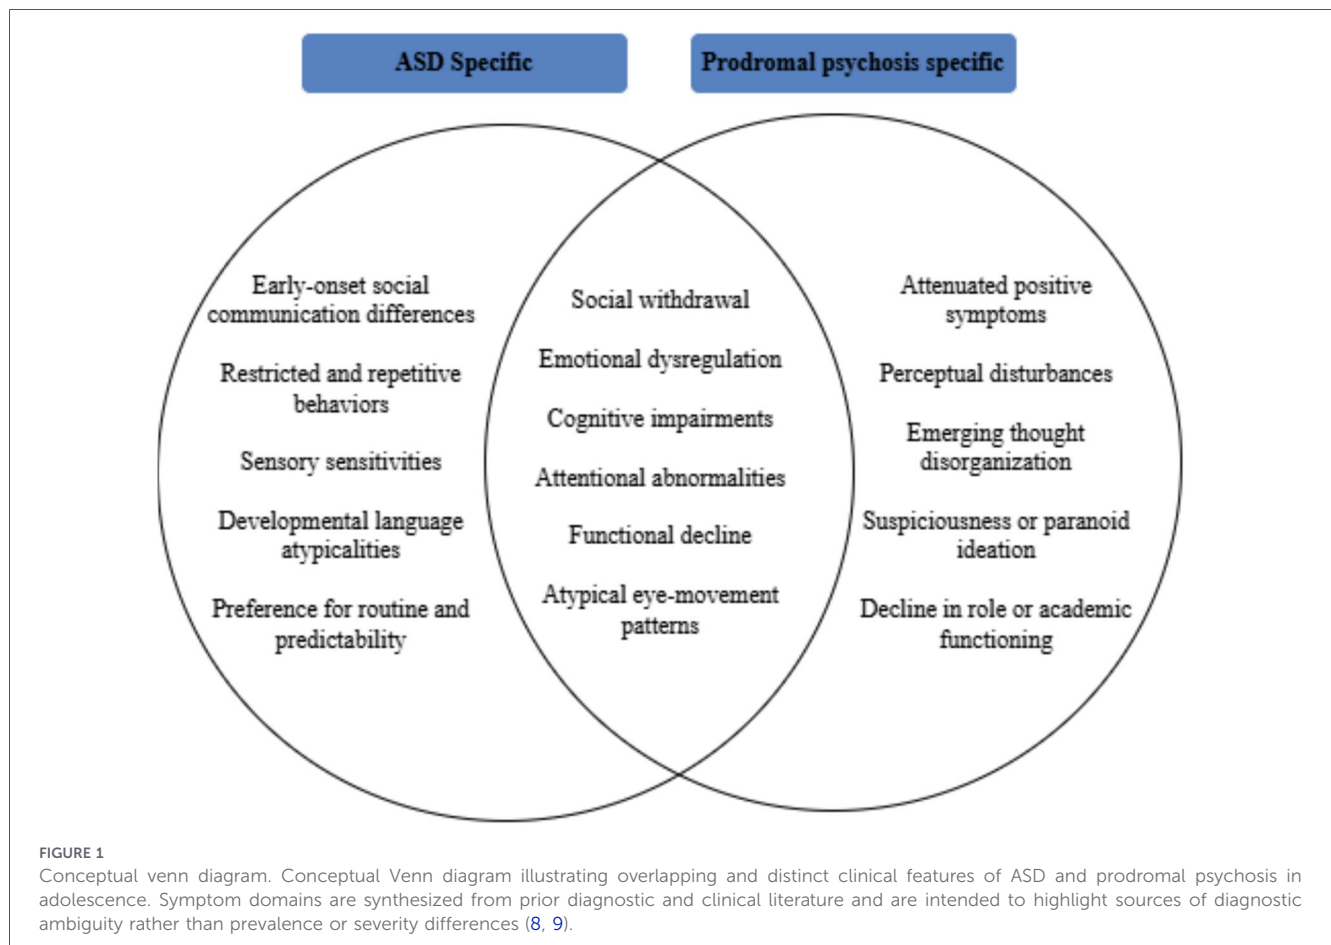 ASD Specific
Prodromal psychosis specific
Early-onset social
communication differences
Restricted and repetitive
behaviors
Sensory sensitivities
Developmental language
atypicalities
Preference for routine and
predictability
Social withdrawal
Emotional dysregulation
Cognitive impairments
Attentional abnormalities
Functional decline
Atypical eye-movement
patterns
Attenuated positive
symptoms
Perceptual disturbances
Emerging thought
disorganization
Suspiciousness or paranoid
ideation
Decline in role or academic
functioning
FIGURE 1
Conceptual venn diagram. Conceptual Venn diagram illustrating overlapping and distinct clinical features of ASD and prodromal psychosis in
adolescence. Symptom domains are synthesized from prior diagnostic and clinical literature and are intended to highlight sources of diagnostic
ambiguity rather than prevalence or severity differences (8, 9).